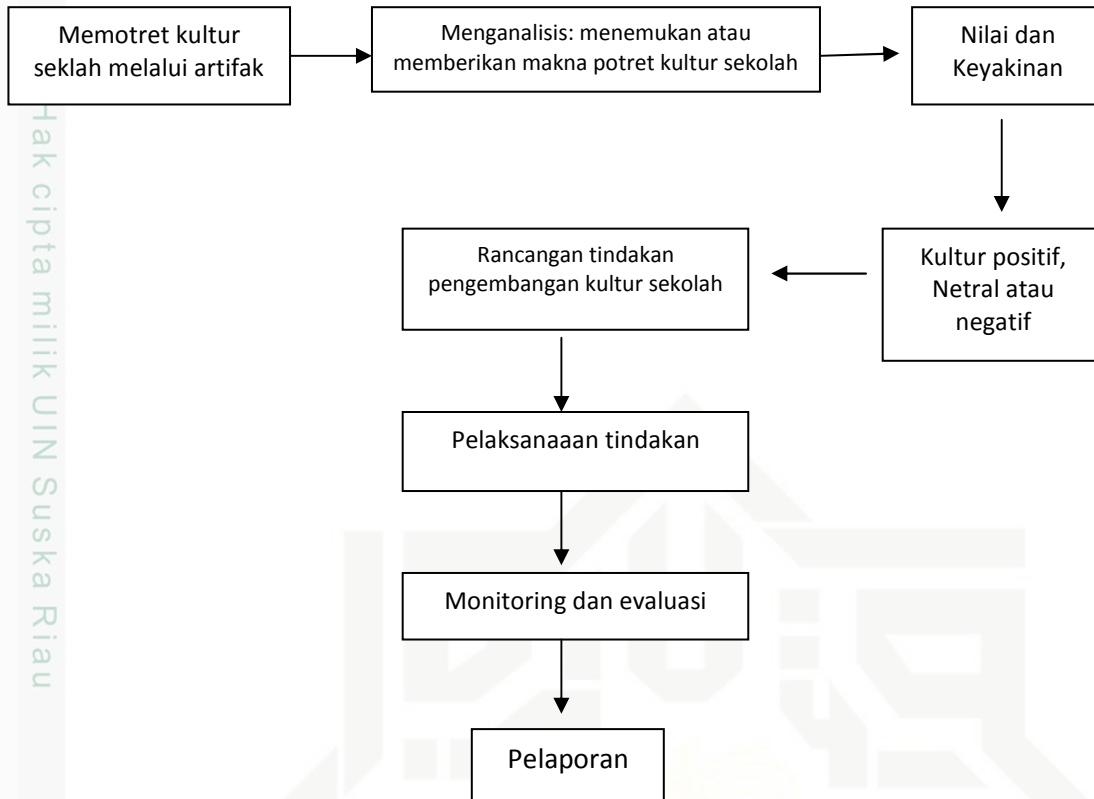 Memotret kultur
seklah melalui artifak
Menganalisis: menemukan atau
memberikan makna potret kultur sekolah
Nilai dan
Keyakinan
Kultur positif,
Netral atau
negatif
Rancangan tindakan
pengembangan kultur sekolah
Pelaksanaaan tindakan
Monitoring dan evaluasi
Pelaporan
Hak cipta milik UIN Suska Riau